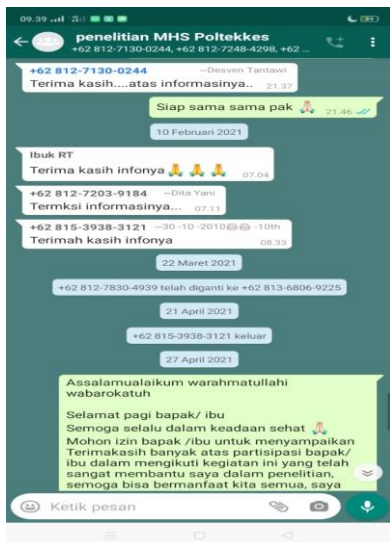 09.39
penelitian MHS Poltekkes
+62 812-7130-0244, +62 812-7248-4298, +62 ...
+62 812-7130-0244 ~Desven Tantawi
Terima kasih....atas informasinya.. 21.37
Siap sama sama pak 🙏 21.46
10 Februari 2021
Ibuk RT
Terima kasih infonya 🙏 🙏 🙏 07.04
+62 812-7203-9184 ~Dita Yani
Termksi informasinya... 07.11
+62 815-3938-3121 ~30 -10 -2010 -10th
Terimah kasih infonya 08.33
22 Maret 2021
+62 812-7830-4939 telah diganti ke +62 813-6806-9225
21 April 2021
+62 815-3938-3121 keluar
27 April 2021
Assalamualaikum warahmatullahi
wabarokatuh
Selamat pagi bapak/ ibu
Semoga selalu dalam keadaan sehat 🙏
Mohon izin bapak /ibu untuk menyampaikan
Terimakasih banyak atas partisipasi bapak/
ibu dalam mengikuti kegiatan ini yang telah
sangat membantu saya dalam penelitian,
semoga bisa bermanfaat kita semua, saya
Ketik pesan